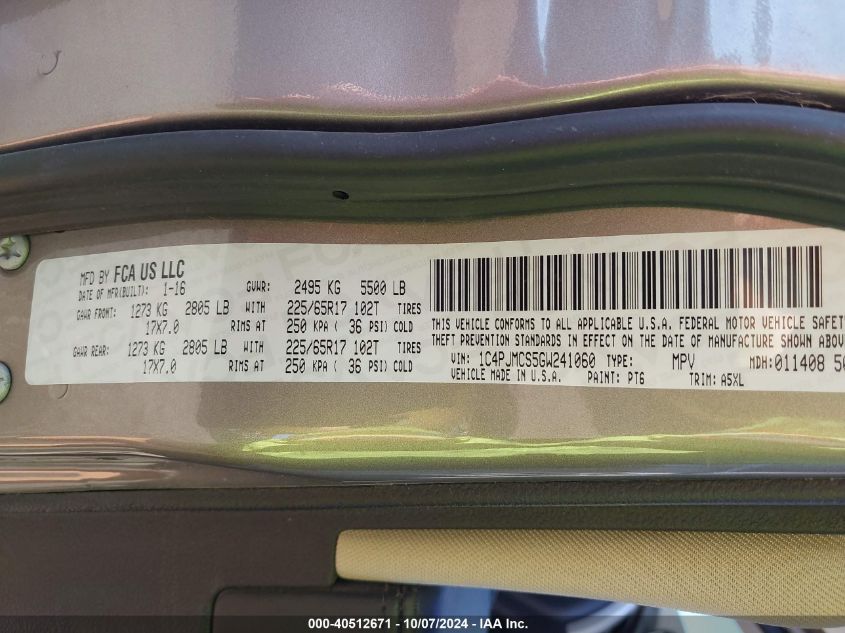 MFD BY FCA US LLC
DATE OF MFR(BUILT): 1-16 GVWR: 2495 KG 5500 LB
GAWR FRONT: 1273 KG 2805 LB WITH 225/65R17 102T TIRES
17X7.0 RIMS AT 250 KPA ( 36 PSI) COLD
GAWR REAR: 1273 KG 2805 LB WITH 225/65R17 102T TIRES
17X7.0 RIMS AT 250 KPA ( 36 PSI) COLD
THIS VEHICLE CONFORMS TO ALL APPLICABLE U.S.A. FEDERAL MOTOR VEHICLE SAFETY
THEFT PREVENTION STANDARDS IN EFFECT ON THE DATE OF MANUFACTURE SHOWN ABOV
VIN: 1C4PJMCS5GW241060 TYPE: MPV MDH: 011408
VEHICLE MADE IN U.S.A. PAINT: PT6 TRIM: A5XL
000-40512671 - 10/07/2024 - IAA Inc.